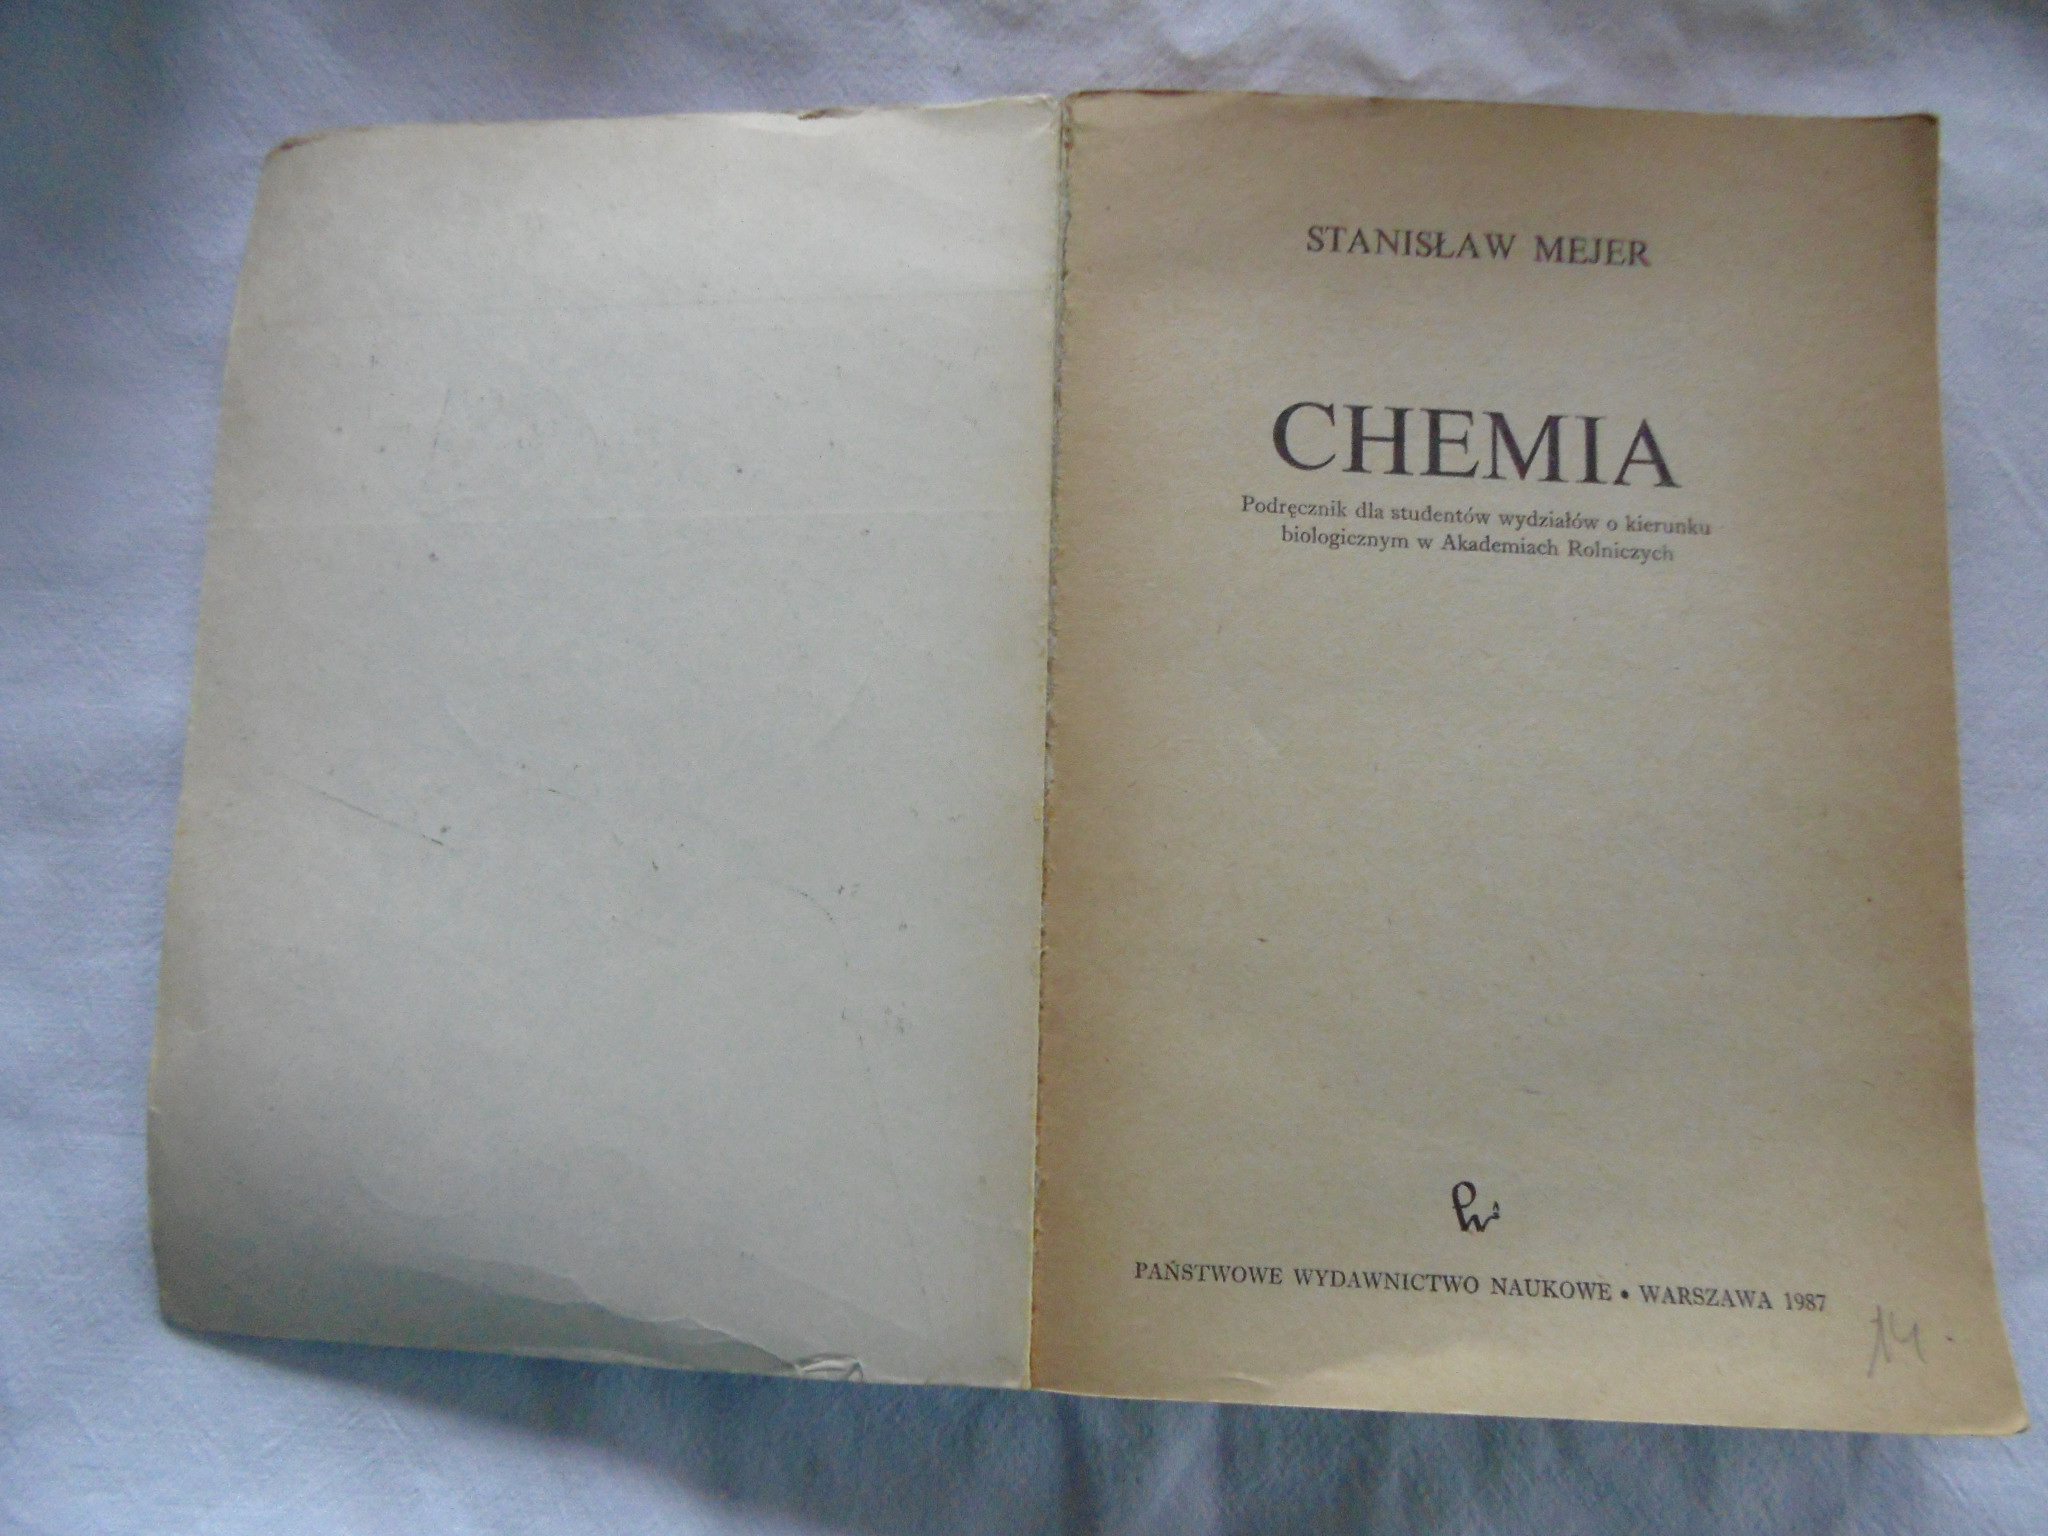 STANISŁAW MEJER
CHEMIA
Podręcznik dla studentów wydziałów o kierunku
biologicznym w Akademiach Rolniczych
PAŃSTWOWE WYDAWNICTWO NAUKOWE • WARSZAWA 1987
14